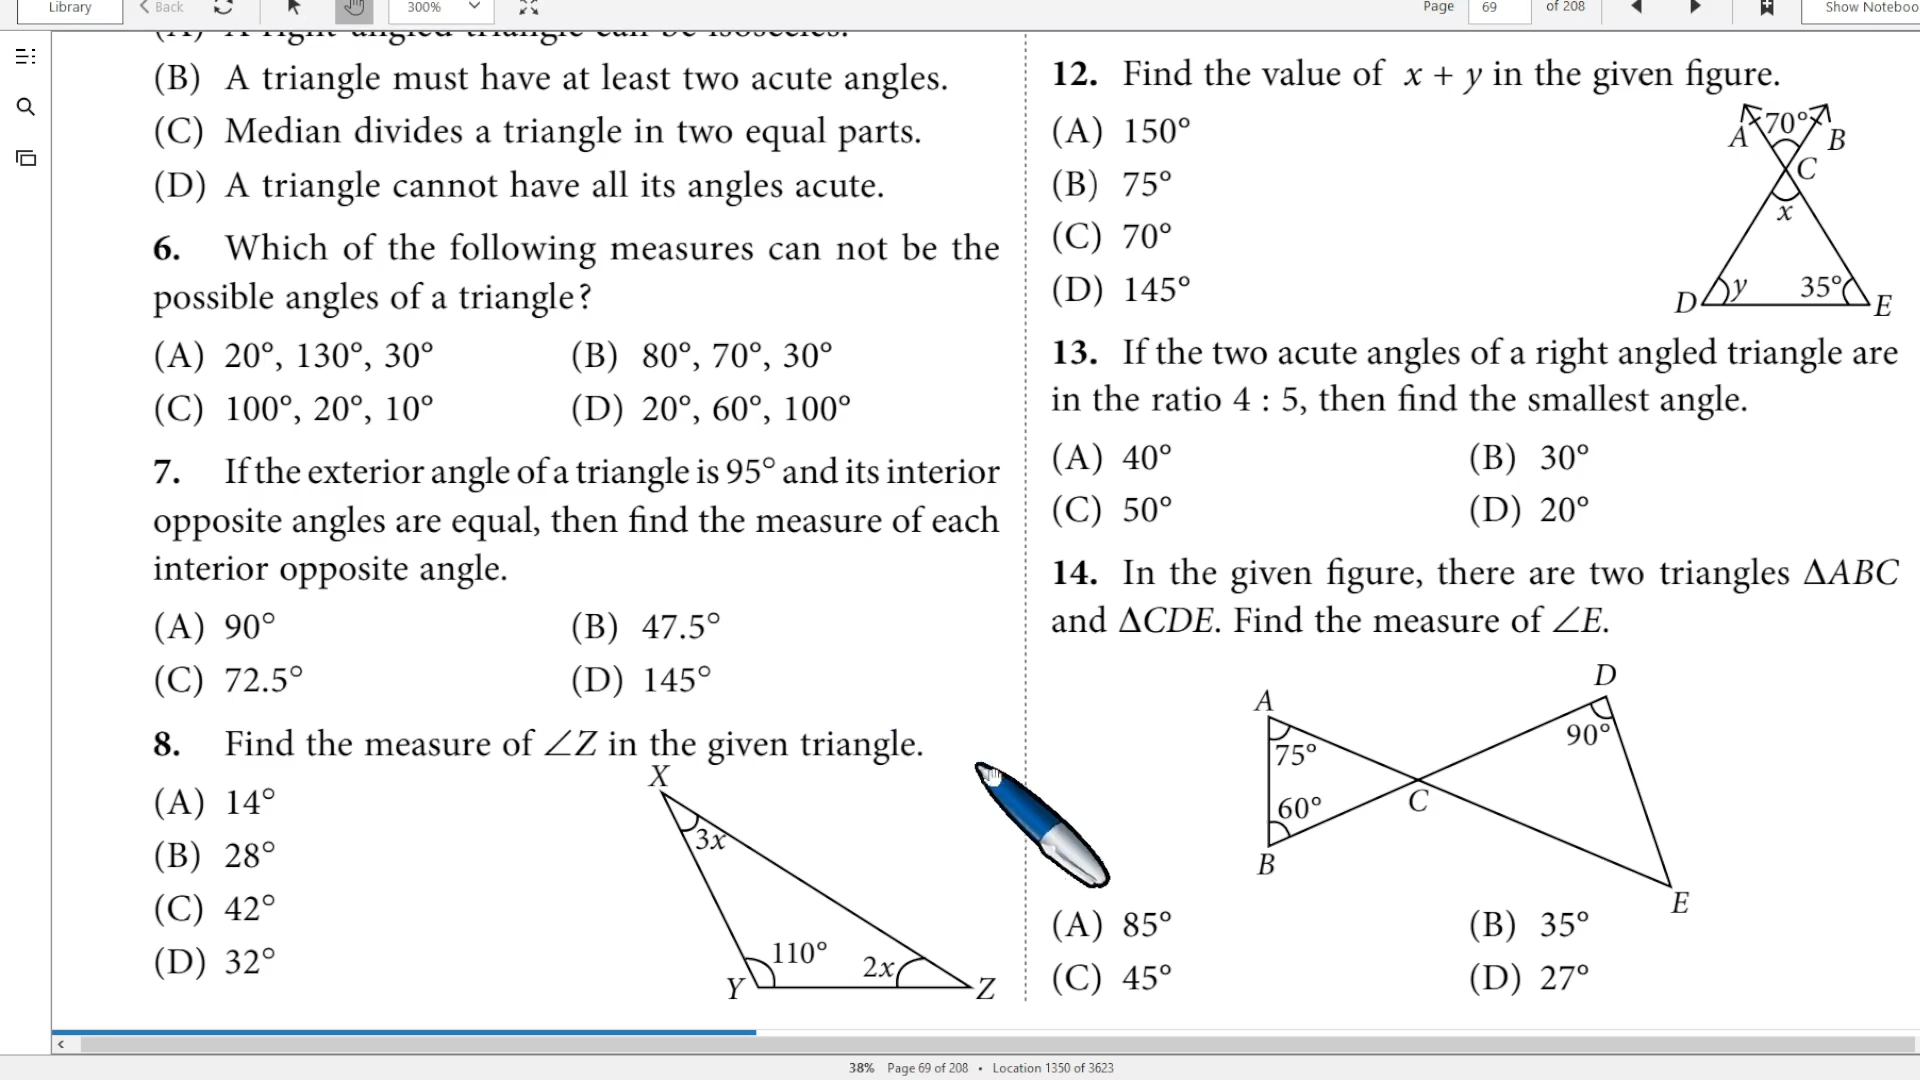 Library
Back
300%
Page 69 of 208
Show Noteboo
(A) A right angled triangle can be isosceles.
(B) A triangle must have at least two acute angles.
(C) Median divides a triangle in two equal parts.
(D) A triangle cannot have all its angles acute.
6. Which of the following measures can not be the
possible angles of a triangle?
(A) 20°, 130°, 30° (B) 80°, 70°, 30°
(C) 100°, 20°, 10° (D) 20°, 60°, 100°
7. If the exterior angle of a triangle is 95° and its interior
opposite angles are equal, then find the measure of each
interior opposite angle.
(A) 90° (B) 47.5°
(C) 72.5° (D) 145°
8. Find the measure of ∠Z in the given triangle.
(A) 14°
(B) 28°
(C) 42°
(D) 32°
X
3x
110°
2x
Y
Z
12. Find the value of x + y in the given figure.
(A) 150°
(B) 75°
(C) 70°
(D) 145°
A
70°
B
C
x
y
35°
D
E
13. If the two acute angles of a right angled triangle are
in the ratio 4 : 5, then find the smallest angle.
(A) 40° (B) 30°
(C) 50° (D) 20°
14. In the given figure, there are two triangles ΔABC
and ΔCDE. Find the measure of ∠E.
D
A
90°
75°
C
60°
B
E
(A) 85° (B) 35°
(C) 45° (D) 27°
38% Page 69 of 208 • Location 1350 of 3623